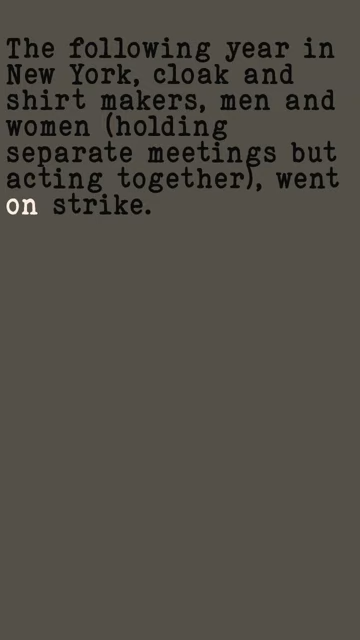 The following year in
New York, cloak and
shirt makers, men and
women (holding
separate meetings but
acting together), went
on strike.